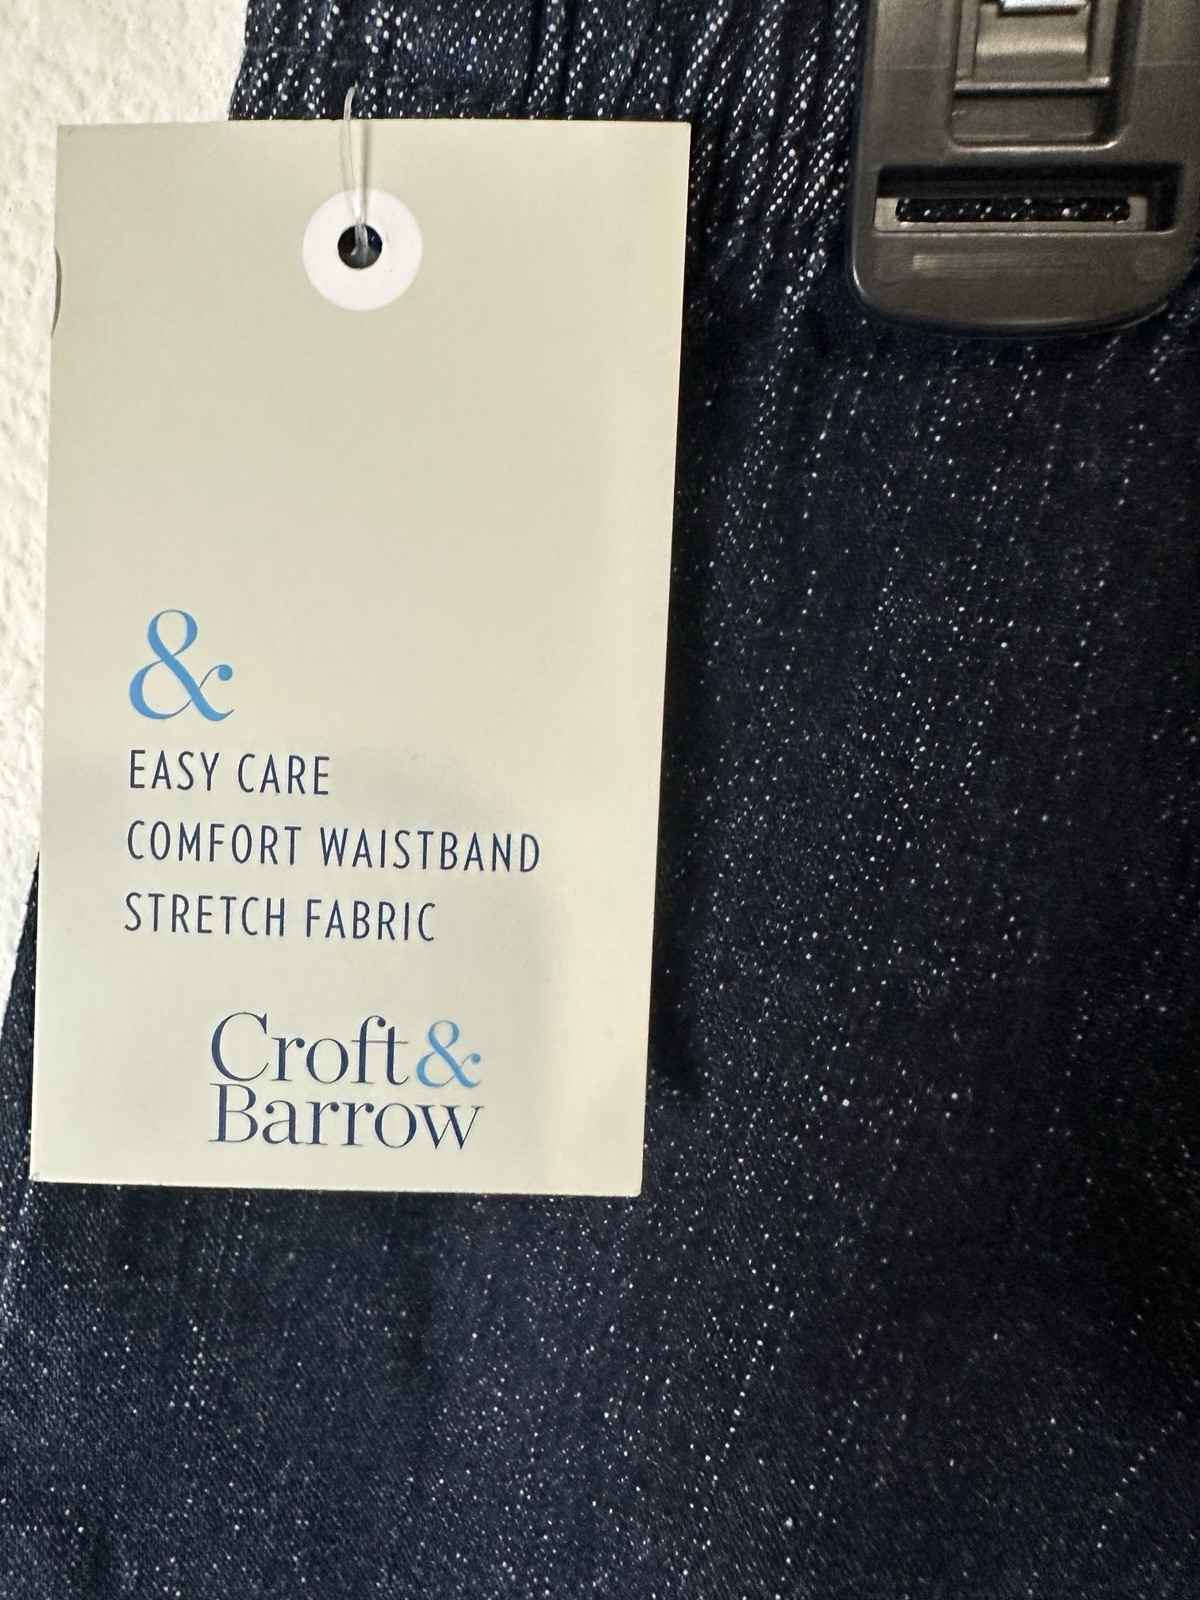 &
EASY CARE
COMFORT WAISTBAND
STRETCH FABRIC
Croft&
Barrow